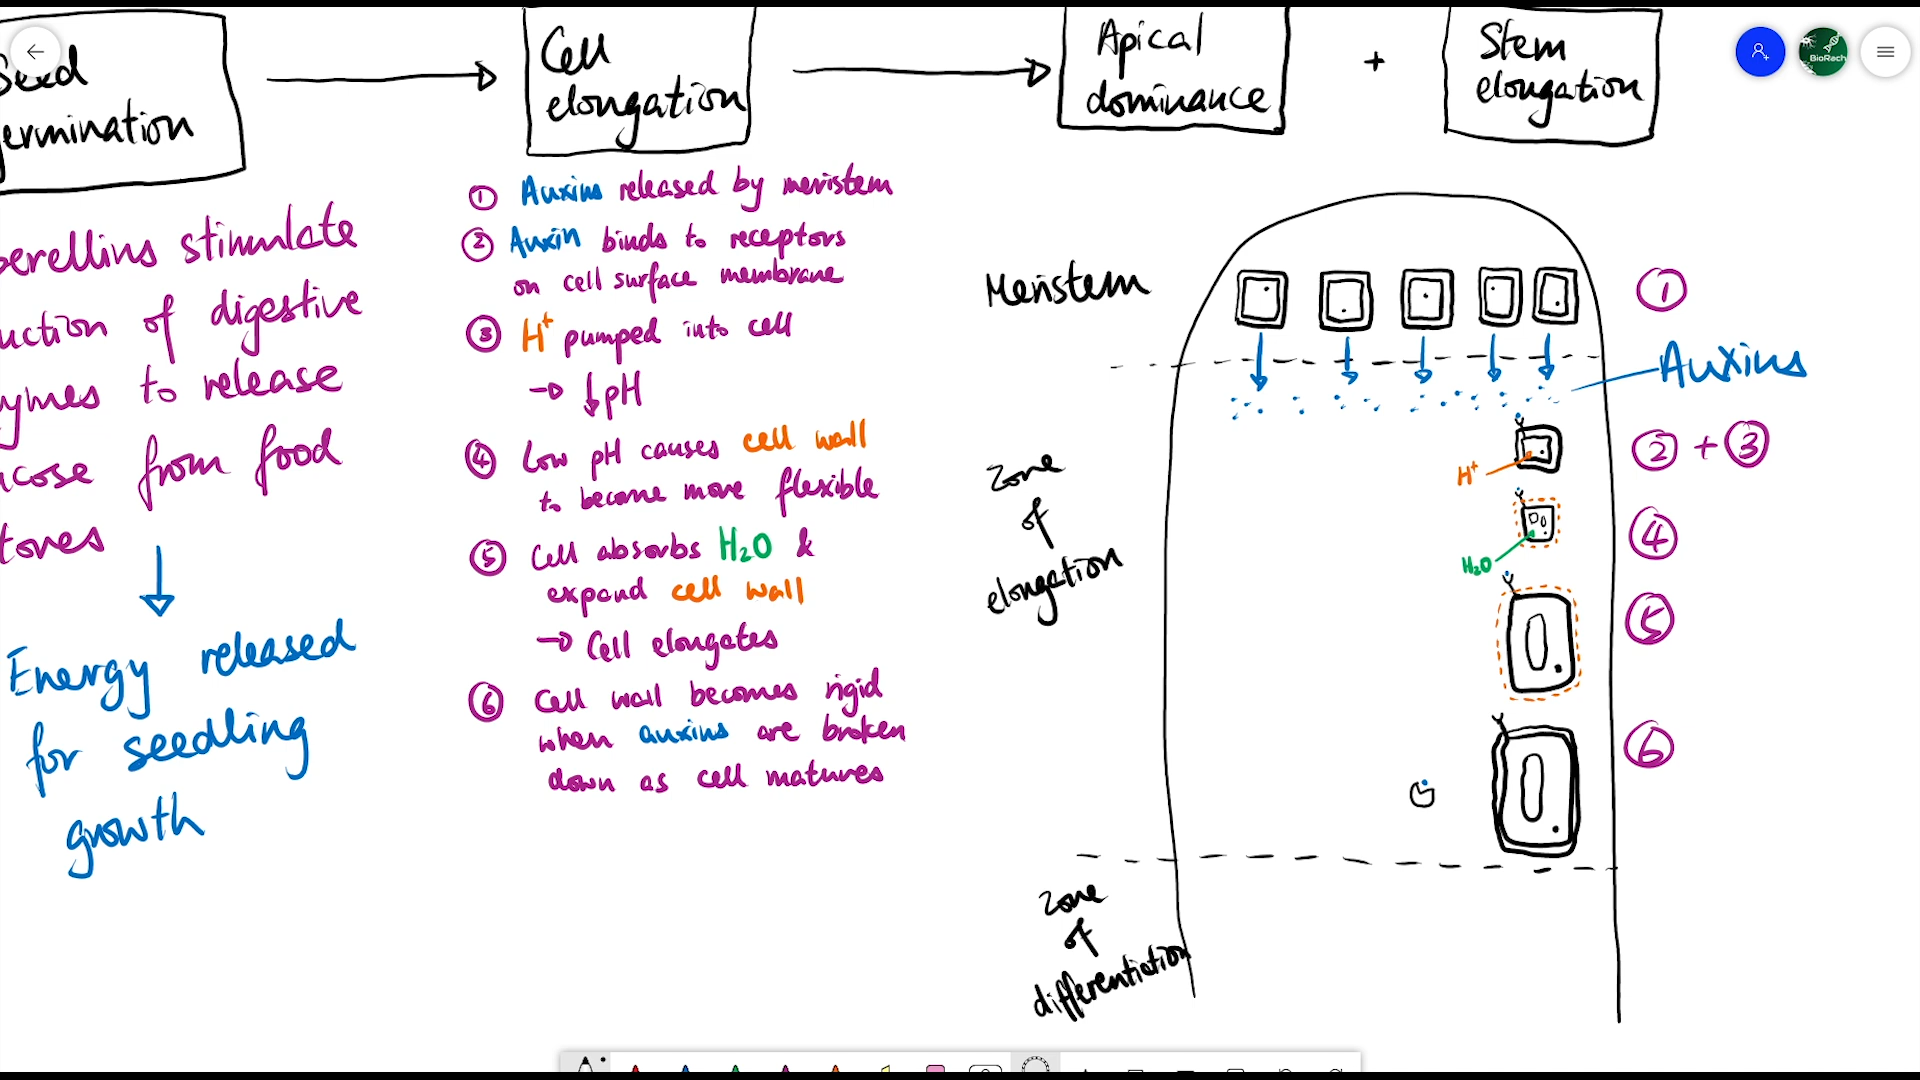 Seed
ermination
Cell
elongation
Apical
dominance
+
Stem
elongation
BioRach
berellins stimulate
uction of digestive
zymes to release
ucose from food
tores
Energy released
for seedling
growth
① Auxins released by meristem
② Auxin binds to receptors
on cell surface membrane
③ H+ pumped into cell
→ ↓pH
④ Low pH causes cell wall
to become more flexible
⑤ Cell absorbs H2O &
expand cell wall
→ Cell elongates
⑥ Cell wall becomes rigid
when auxins are broken
down as cell matures
Meristem
①
Auxins
Zone
of
elongation
H+
② + ③
H2O
④
⑤
⑥
Zone
of
differentiation